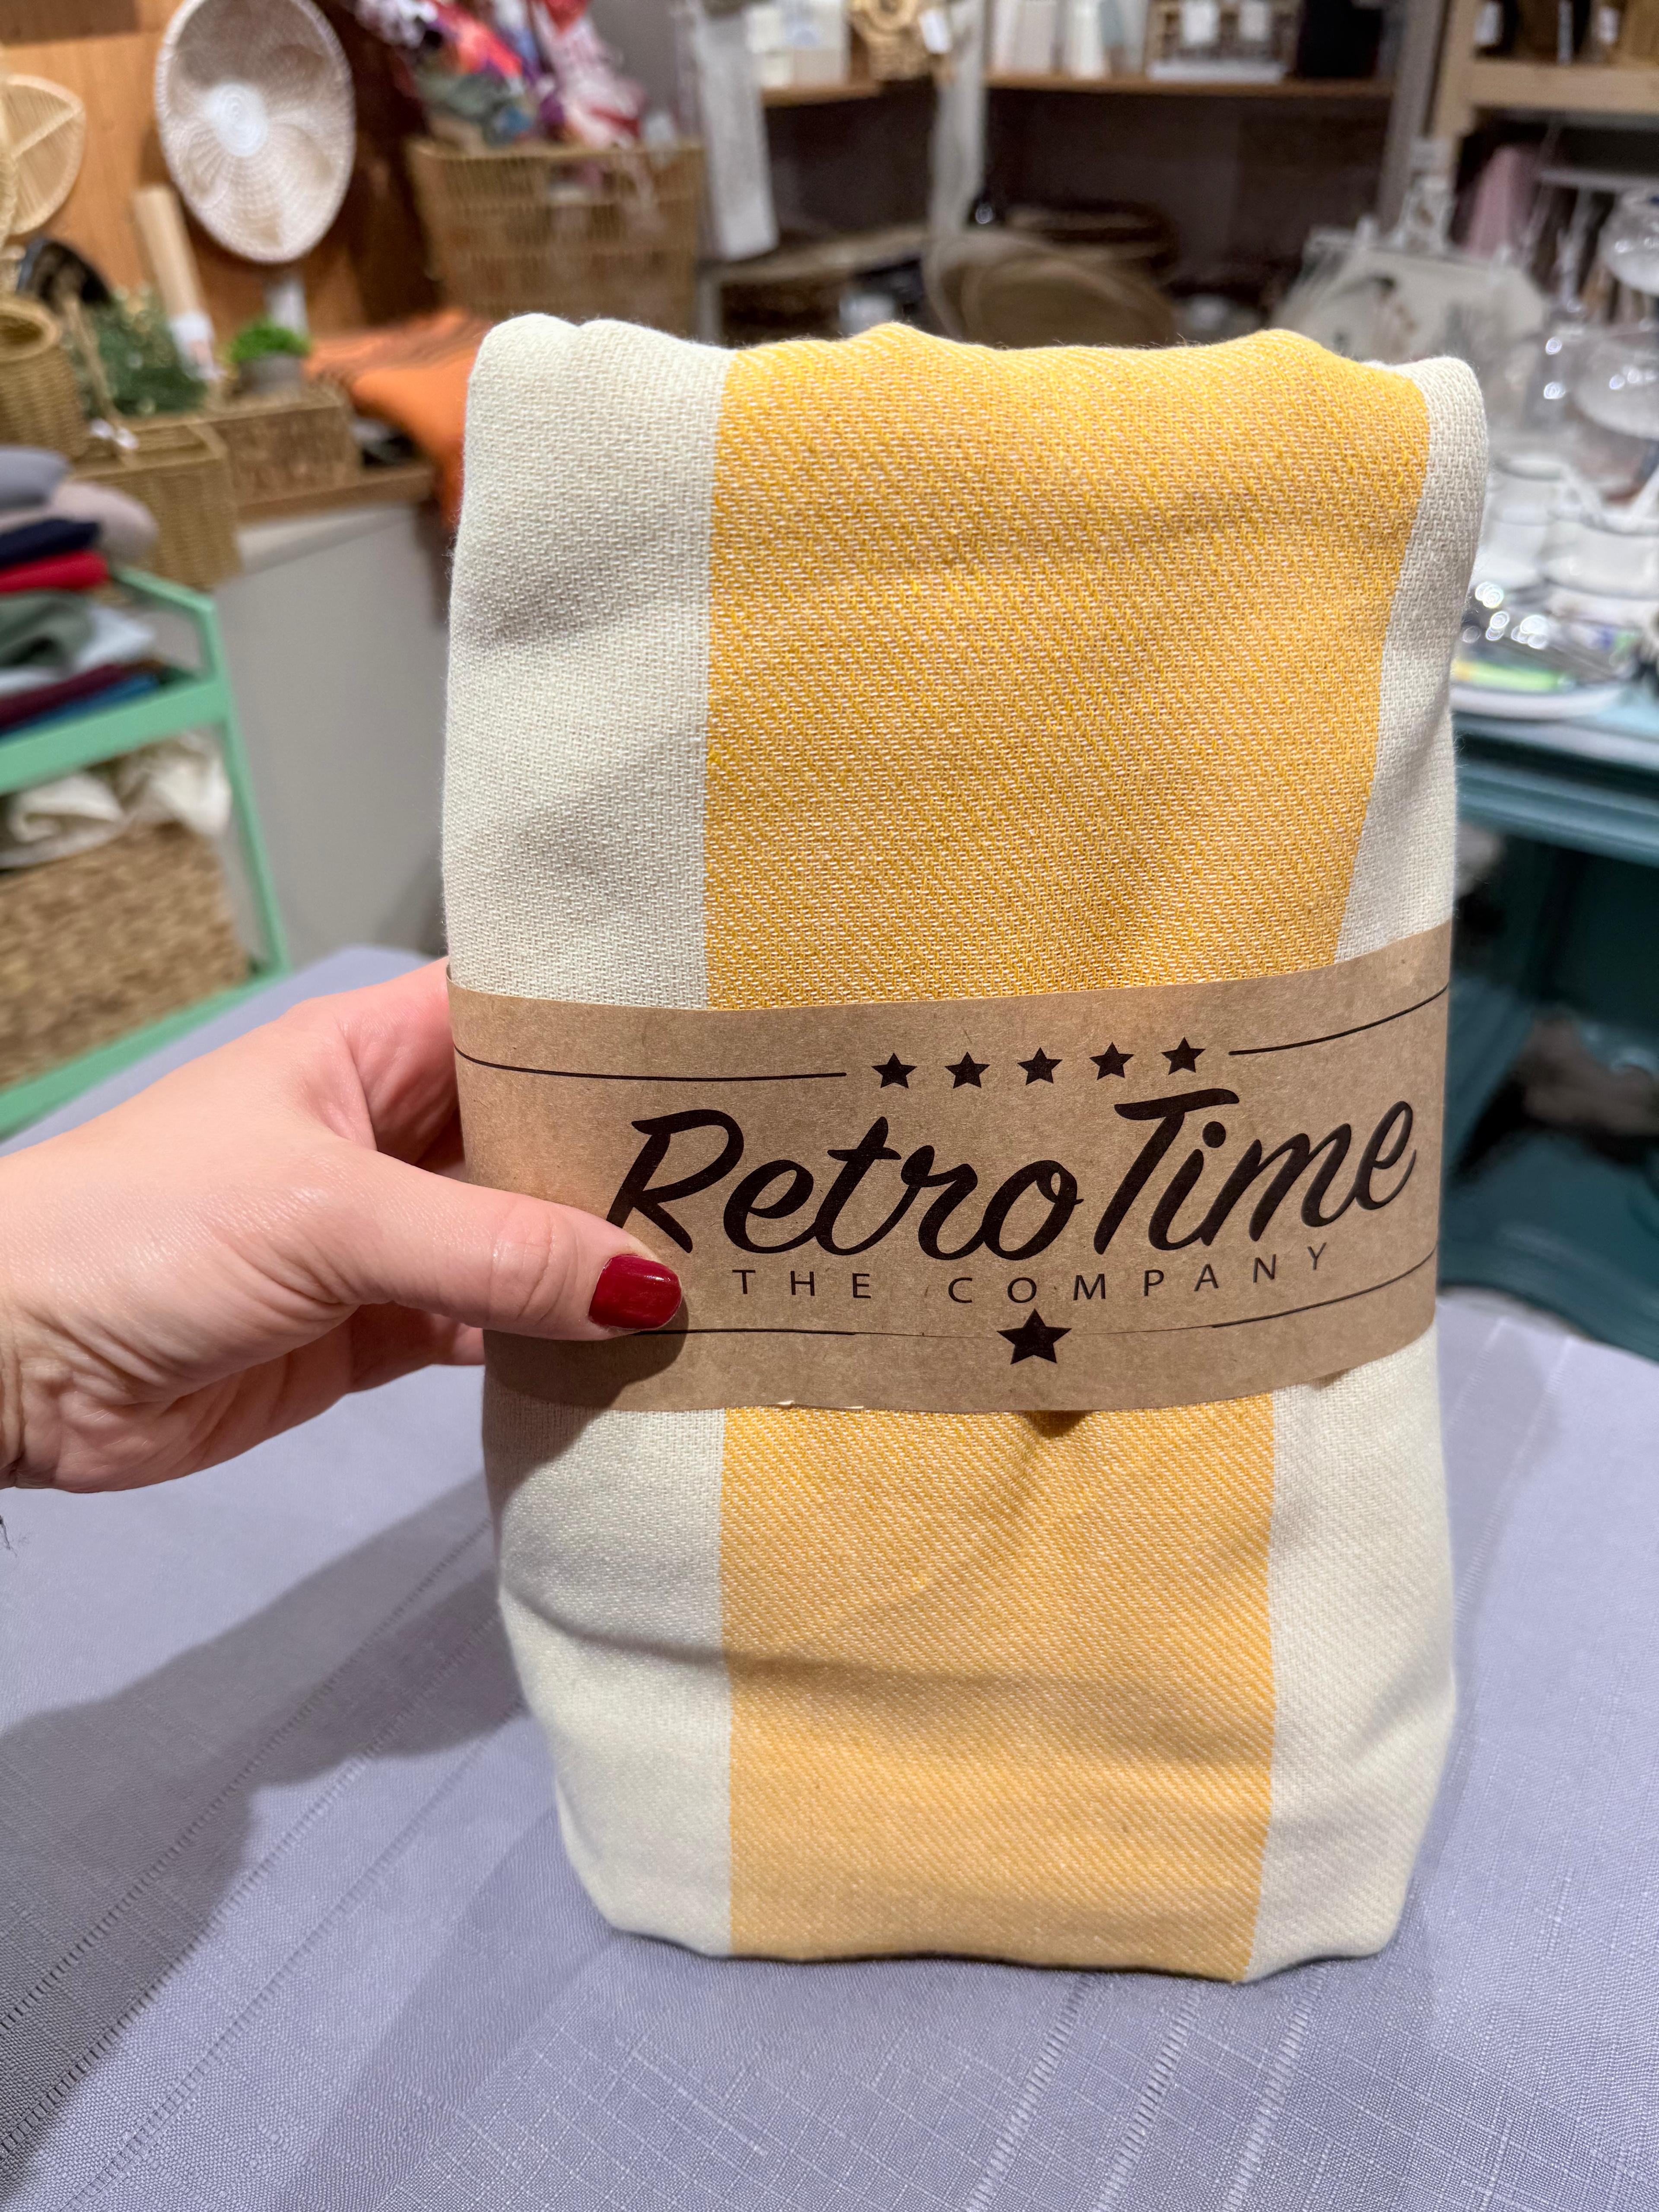 ★★★★★
RetroTime
THE COMPANY
★